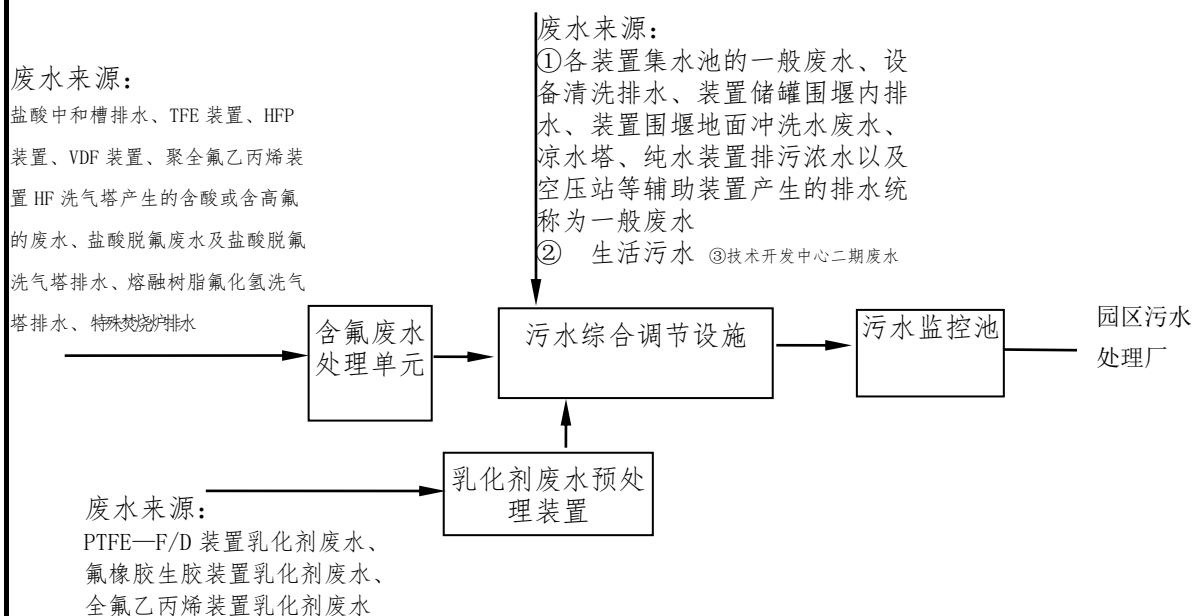 废水来源：
①各装置集水池的一般废水、设
备清洗排水、装置储罐围堰内排
水、装置围堰地面冲洗水废水、
凉水塔、纯水装置排污浓水以及
空压站等辅助装置产生的排水统
称为一般废水
② 生活污水 ③技术开发中心二期废水
废水来源：
盐酸中和槽排水、TFE 装置、HFP
装置、VDF 装置、聚全氟乙丙烯装
置 HF 洗气塔产生的含酸或含高氟
的废水、盐酸脱氟废水及盐酸脱氟
洗气塔排水、熔融树脂氟化氢洗气
塔排水、特殊焚烧炉排水
含氟废水
处理单元
污水综合调节设施
污水监控池
园区污水
处理厂
乳化剂废水预处
理装置
废水来源：
PTFE—F/D 装置乳化剂废水、
氟橡胶生胶装置乳化剂废水、
全氟乙丙烯装置乳化剂废水